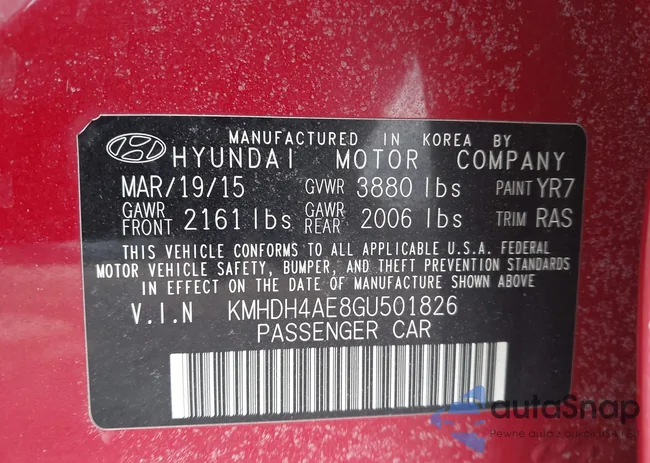 MANUFACTURED IN KOREA BY
HYUNDAI MOTOR COMPANY
MAR/19/15 GVWR 3880 lbs PAINT YR7
GAWR FRONT 2161 lbs GAWR REAR 2006 lbs TRIM RAS
THIS VEHICLE CONFORMS TO ALL APPLICABLE U.S.A. FEDERAL
MOTOR VEHICLE SAFETY, BUMPER, AND THEFT PREVENTION STANDARDS
IN EFFECT ON THE DATE OF MANUFACTURE SHOWN ABOVE
V.I.N KMHDH4AE8GU501826
PASSENGER CAR
autoSnap
Pewne auta z